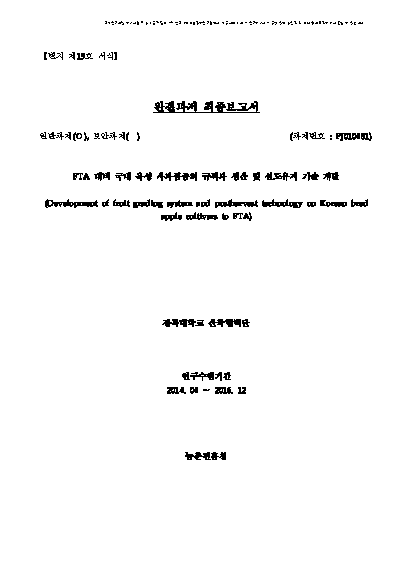 [별지 제19호 서식]
완결과제 최종보고서
일반과제(O), 보안과제( )
(과제번호 : PJ010461)
FTA 대비 국내 육성 사과품종의 규격과 생산 및 선도유지 기술 개발
(Development of fruit grading system and postharvest technology on Korean bred
apple cultivars to FTA)
경북대학교 산학협력단
연구수행기간
2014. 04 ~ 2016. 12
농촌진흥청